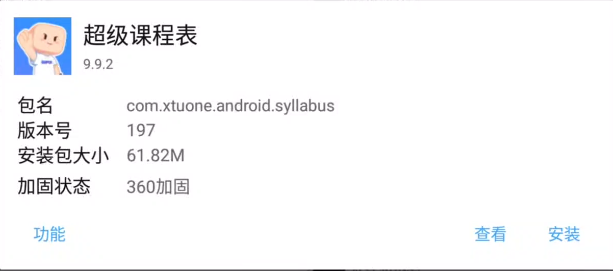 超级课程表
9.9.2
包名 com.xtuone.android.syllabus
版本号 197
安装包大小 61.82M
加固状态 360加固
功能 查看 安装